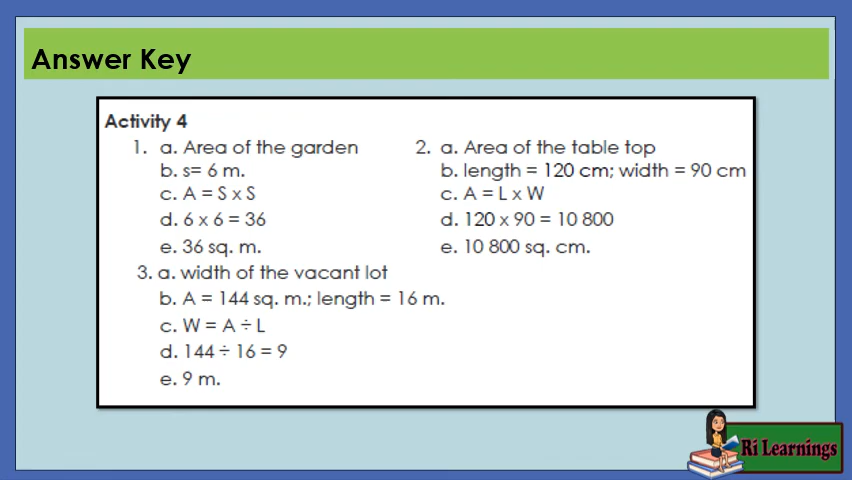 Answer Key
Activity 4
1. a. Area of the garden
b. s= 6 m.
c. A = S x S
d. 6 x 6 = 36
e. 36 sq. m.
2. a. Area of the table top
b. length = 120 cm; width = 90 cm
c. A = L x W
d. 120 x 90 = 10 800
e. 10 800 sq. cm.
3. a. width of the vacant lot
b. A = 144 sq. m.; length = 16 m.
c. W = A ÷ L
d. 144 ÷ 16 = 9
e. 9 m.
Ri Learnings